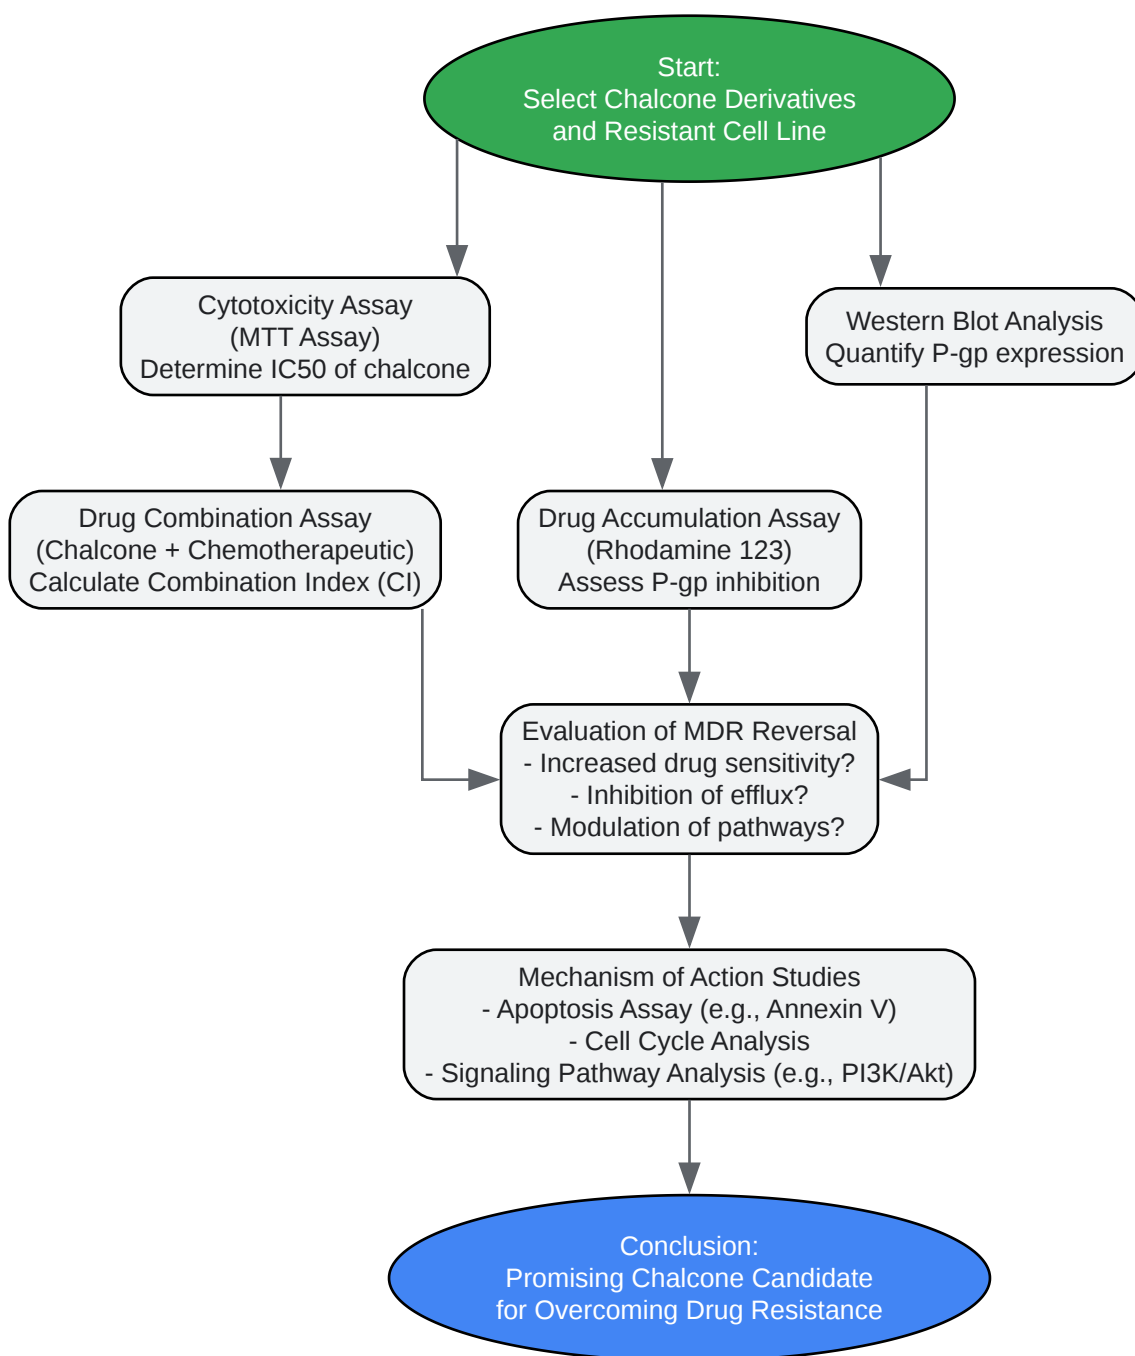 Start:
Select Chalcone Derivatives
and Resistant Cell Line
Cytotoxicity Assay
(MTT Assay)
Determine IC50 of chalcone
Western Blot Analysis
Quantify P-gp expression
Drug Combination Assay
(Chalcone + Chemotherapeutic)
Calculate Combination Index (CI)
Drug Accumulation Assay
(Rhodamine 123)
Assess P-gp inhibition
Evaluation of MDR Reversal
- Increased drug sensitivity?
- Inhibition of efflux?
- Modulation of pathways?
Mechanism of Action Studies
- Apoptosis Assay (e.g., Annexin V)
- Cell Cycle Analysis
- Signaling Pathway Analysis (e.g., PI3K/Akt)
Conclusion:
Promising Chalcone Candidate
for Overcoming Drug Resistance